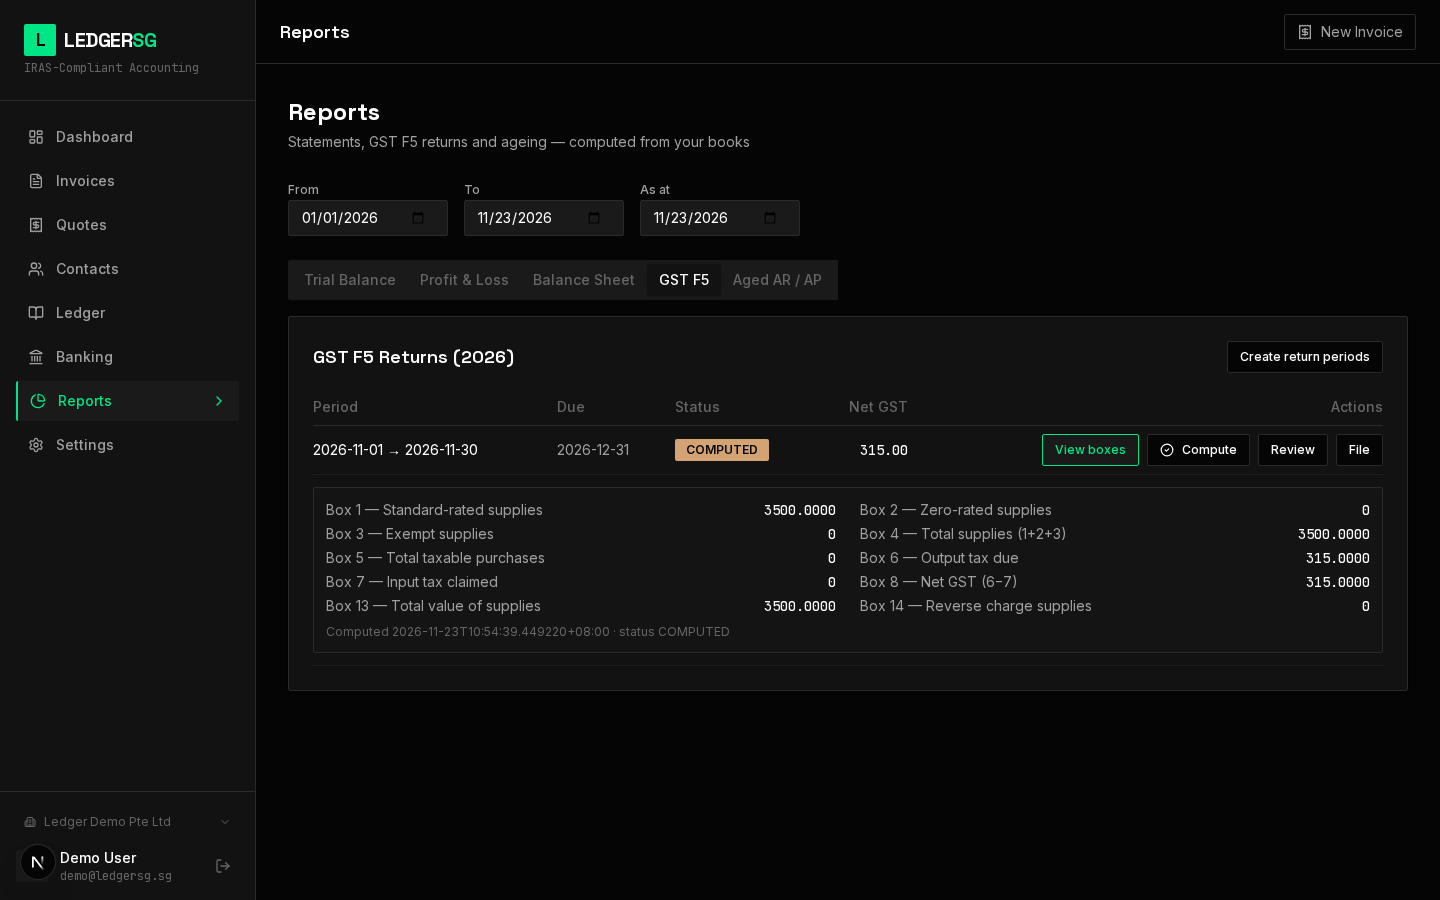 L LEDGERSG
IRAS-Compliant Accounting
Dashboard
Invoices
Quotes
Contacts
Ledger
Banking
Reports
Settings
Ledger Demo Pte Ltd
N Demo User
demo@ledgersg.sg
Reports
New Invoice
Reports
Statements, GST F5 returns and ageing — computed from your books
From To As at
01/01/2026 11/23/2026 11/23/2026
Trial Balance Profit & Loss Balance Sheet GST F5 Aged AR / AP
GST F5 Returns (2026) Create return periods
Period Due Status Net GST Actions
2026-11-01 → 2026-11-30 2026-12-31 COMPUTED 315.00 View boxes Compute Review File
Box 1 — Standard-rated supplies 3500.0000 Box 2 — Zero-rated supplies 0
Box 3 — Exempt supplies 0 Box 4 — Total supplies (1+2+3) 3500.0000
Box 5 — Total taxable purchases 0 Box 6 — Output tax due 315.0000
Box 7 — Input tax claimed 0 Box 8 — Net GST (6−7) 315.0000
Box 13 — Total value of supplies 3500.0000 Box 14 — Reverse charge supplies 0
Computed 2026-11-23T10:54:39.449220+08:00 · status COMPUTED